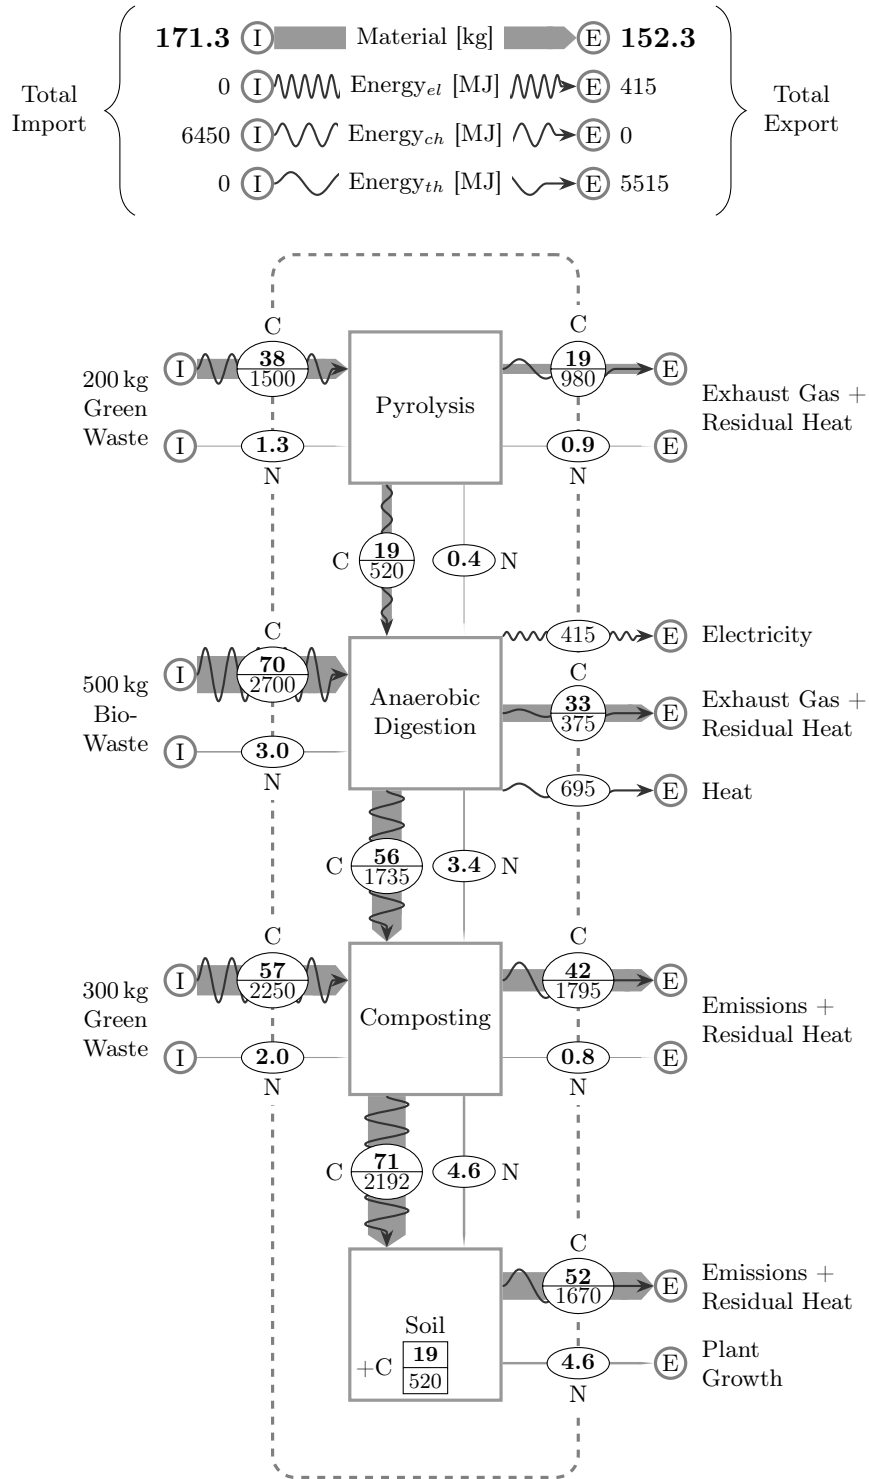 171.3 I Material [kg] E 152.3
0 I Energy_el [MJ] E 415
Total
Import
Total
Export
6450 I Energy_ch [MJ] E 0
0 I Energy_th [MJ] E 5515
C
C
I 38 19 E
1500 980
200 kg
Green
Waste
Pyrolysis
Exhaust Gas +
Residual Heat
I 1.3 0.9 E
N
N
C 19 0.4 N
520
C
415 E Electricity
I 70
2700
500 kg
Bio-
Waste
Anaerobic
Digestion
C
33 E
375
Exhaust Gas +
Residual Heat
I 3.0
N
695 E Heat
C 56 3.4 N
1735
C
C
I 57 42 E
2250 1795
300 kg
Green
Waste
Composting
Emissions +
Residual Heat
I 2.0 0.8 E
N
N
C 71 4.6 N
2192
C
52 E
1670
Emissions +
Residual Heat
Soil
+C 19
520
4.6 E
N
Plant
Growth